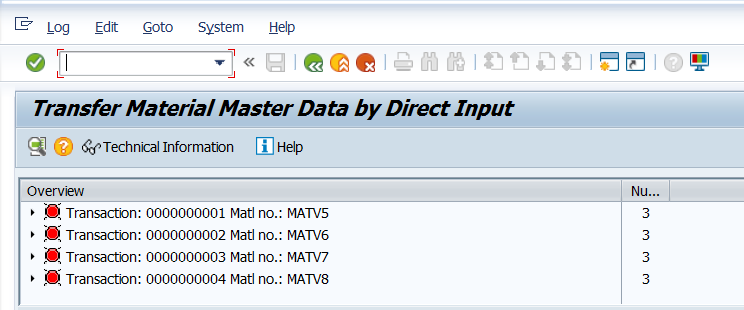 Log Edit Goto System Help
Transfer Material Master Data by Direct Input
Technical Information Help
Overview Nu...
Transaction: 0000000001 Matl no.: MATV5 3
Transaction: 0000000002 Matl no.: MATV6 3
Transaction: 0000000003 Matl no.: MATV7 3
Transaction: 0000000004 Matl no.: MATV8 3